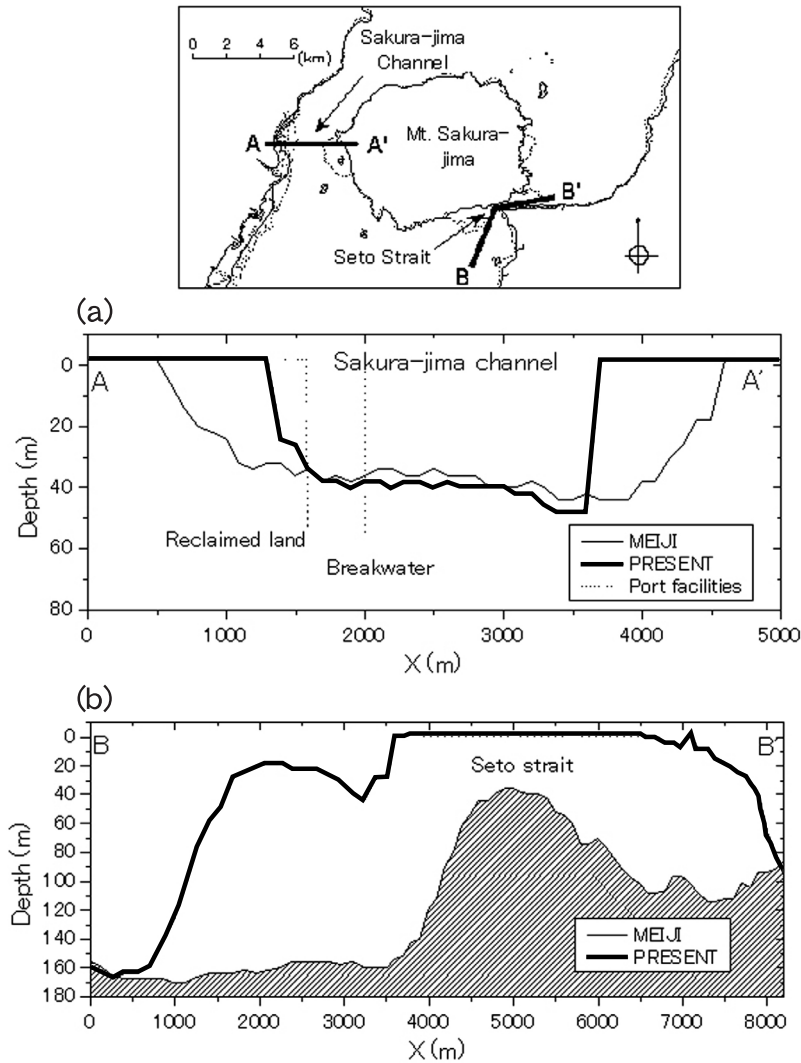 0 2 4 6
(km)
Sakura-jima
Channel
A
A'
Mt. Sakura-
jima
B'
Seto Strait
B
(a)
Sakura-jima channel
A
A'
0
20
40
60
80
Depth (m)
Reclaimed land
Breakwater
MEIJI
PRESENT
Port facilities
0 1000 2000 3000 4000 5000
X (m)
(b)
B
B'
Seto strait
0
20
40
60
80
100
120
140
160
180
Depth (m)
MEIJI
PRESENT
0 1000 2000 3000 4000 5000 6000 7000 8000
X (m)